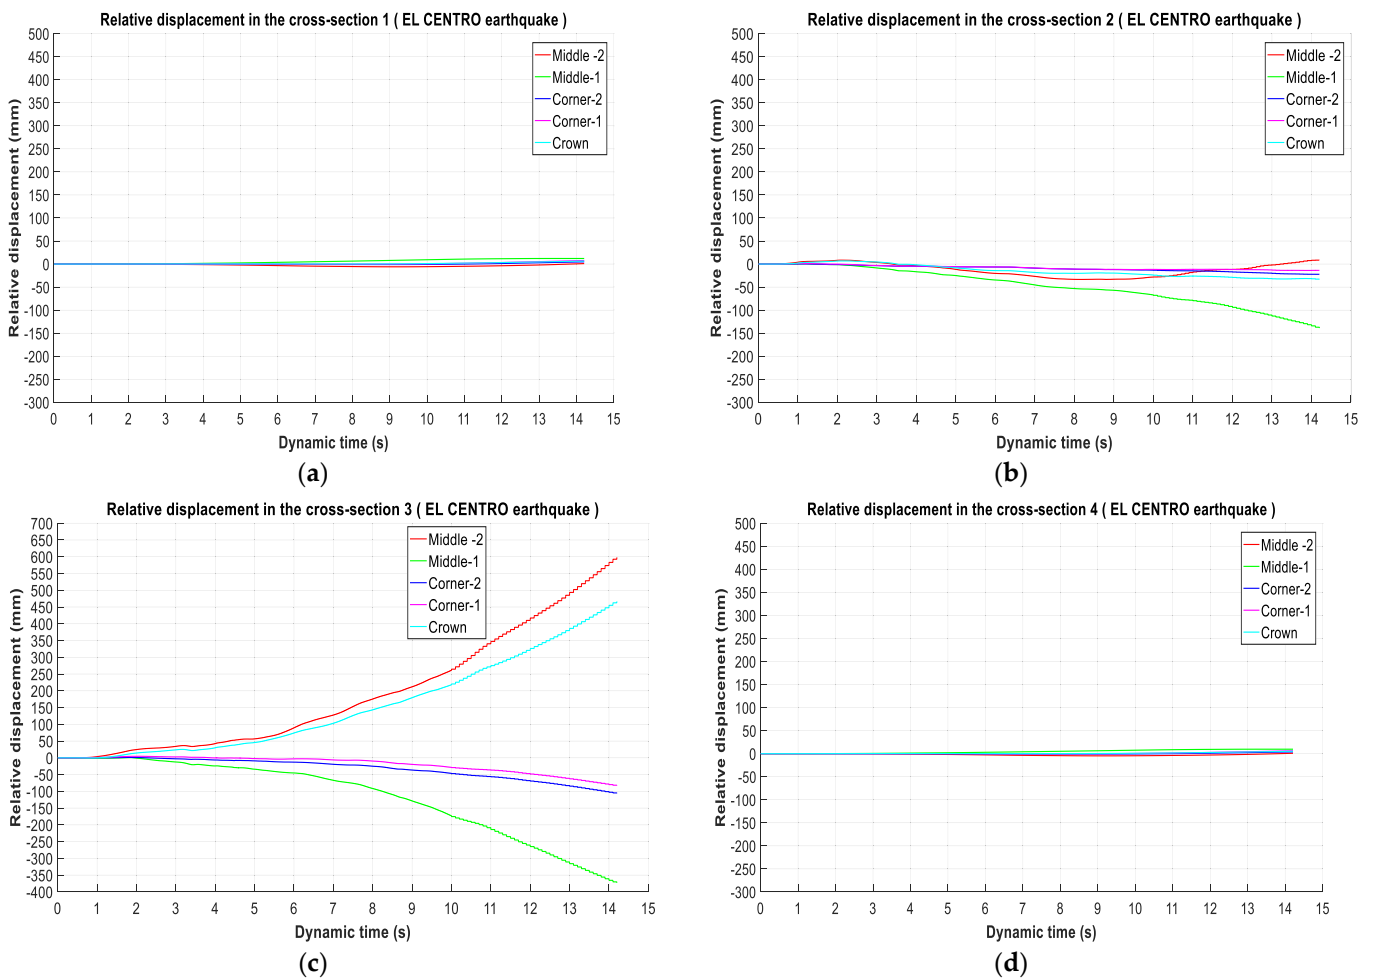 Relative displacement in the cross-section 1 ( EL CENTRO earthquake )
500
450
400
350
300
250
200
150
100
50
0
-50
-100
-150
-200
-250
-300
Relative displacement (mm)
Middle -2
Middle-1
Corner-2
Corner-1
Crown
0 1 2 3 4 5 6 7 8 9 10 11 12 13 14 15
Dynamic time (s)
(a)
Relative displacement in the cross-section 2 ( EL CENTRO earthquake )
500
450
400
350
300
250
200
150
100
50
0
-50
-100
-150
-200
-250
-300
Relative displacement (mm)
Middle -2
Middle-1
Corner-2
Corner-1
Crown
0 1 2 3 4 5 6 7 8 9 10 11 12 13 14 15
Dynamic time (s)
(b)
Relative displacement in the cross-section 3 ( EL CENTRO earthquake )
700
650
600
550
500
450
400
350
300
250
200
150
100
50
0
-50
-100
-150
-200
-250
-300
-350
-400
Relative displacement (mm)
Middle -2
Middle-1
Corner-2
Corner-1
Crown
0 1 2 3 4 5 6 7 8 9 10 11 12 13 14 15
Dynamic time (s)
(c)
Relative displacement in the cross-section 4 ( EL CENTRO earthquake )
500
450
400
350
300
250
200
150
100
50
0
-50
-100
-150
-200
-250
-300
Relative displacement (mm)
Middle -2
Middle-1
Corner-2
Corner-1
Crown
0 1 2 3 4 5 6 7 8 9 10 11 12 13 14 15
Dynamic time (s)
(d)